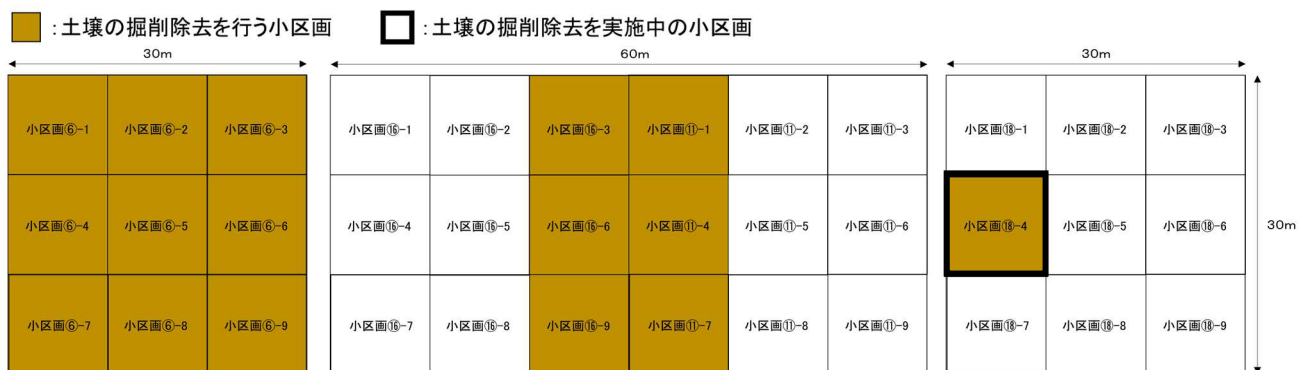 ：土壌の掘削除去を行う小区画 ：土壌の掘削除去を実施中の小区画
30m 60m 30m
小区画⑥-1 小区画⑥-2 小区画⑥-3 小区画⑯-1 小区画⑯-2 小区画⑯-3 小区画⑪-1 小区画⑪-2 小区画⑪-3 小区画⑱-1 小区画⑱-2 小区画⑱-3
小区画⑥-4 小区画⑥-5 小区画⑥-6 小区画⑯-4 小区画⑯-5 小区画⑯-6 小区画⑪-4 小区画⑪-5 小区画⑪-6 小区画⑱-4 小区画⑱-5 小区画⑱-6 30m
小区画⑥-7 小区画⑥-8 小区画⑥-9 小区画⑯-7 小区画⑯-8 小区画⑯-9 小区画⑪-7 小区画⑪-8 小区画⑪-9 小区画⑱-7 小区画⑱-8 小区画⑱-9